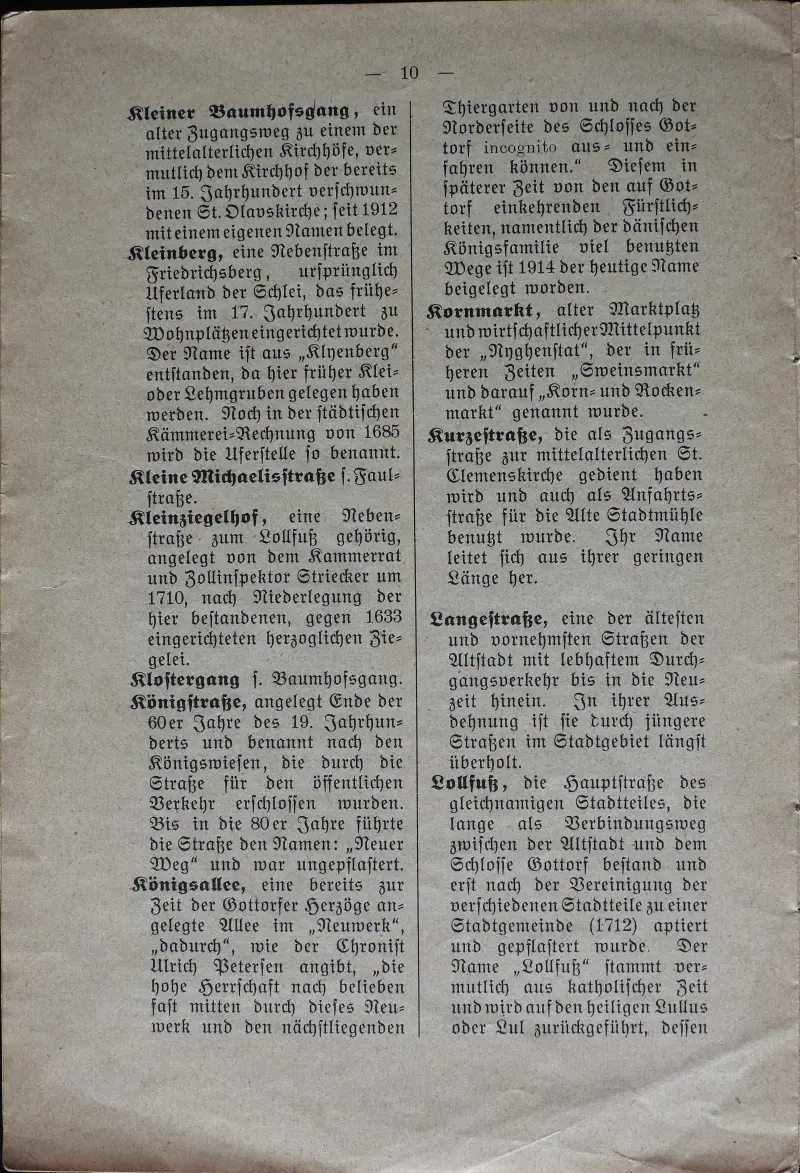 — 10 —
Kleiner Baumhofsgang, ein
alter Zugangsweg zu einem der
mittelalterlichen Kirchhöfe, ver-
mutlich dem Kirchhof der bereits
im 15. Jahrhundert verschwun-
denen St. Olavskirche; seit 1912
mit einem eigenen Namen belegt.
Kleinberg, eine Nebenstraße im
Friedrichsberg, ursprünglich
Uferland der Schlei, das frühe-
stens im 17. Jahrhundert zu
Wohnplätzen eingerichtet wurde.
Der Name ist aus „Klyenberg“
entstanden, da hier früher Klei-
oder Lehmgruben gelegen haben
werden. Noch in der städtischen
Kämmerei-Rechnung von 1685
wird die Uferstelle so benannt.
Kleine Michaelisstraße s. Faul-
straße.
Kleinziegelhof, eine Neben-
straße zum Lollfuß gehörig,
angelegt von dem Kammerrat
und Zollinspektor Striecker um
1710, nach Niederlegung der
hier bestandenen, gegen 1633
eingerichteten herzoglichen Zie-
gelei.
Klostergang s. Baumhofsgang.
Königstraße, angelegt Ende der
60er Jahre des 19. Jahrhun-
derts und benannt nach den
Königswiesen, die durch die
Straße für den öffentlichen
Verkehr erschlossen wurden.
Bis in die 80er Jahre führte
die Straße den Namen: „Neuer
Weg“ und war ungepflastert.
Königsallee, eine bereits zur
Zeit der Gottorfer Herzöge an-
gelegte Allee im „Neuwerk“,
„dadurch“, wie der Chronist
Ulrich Petersen angibt, „die
hohe Herrschaft nach belieben
fast mitten durch dieses Neu-
werk und den nächstliegenden
Thiergarten von und nach der
Norderseite des Schlosses Got-
torf incognito aus- und ein-
fahren können.“ Diesem in
späterer Zeit von den auf Got-
torf einkehrenden Fürstlich-
keiten, namentlich der dänischen
Königsfamilie viel benutzten
Wege ist 1914 der heutige Name
beigelegt worden.
Kornmarkt, alter Marktplatz
und wirtschaftlicher Mittelpunkt
der „Nyghenstat“, der in frü-
heren Zeiten „Sweinsmarkt“
und darauf „Korn- und Rocken-
markt“ genannt wurde.
Kurzestraße, die als Zugangs-
straße zur mittelalterlichen St.
Clemenskirche gedient haben
wird und auch als Anfahrts-
straße für die Alte Stadtmühle
benutzt wurde. Ihr Name
leitet sich aus ihrer geringen
Länge her.
Langestraße, eine der ältesten
und vornehmsten Straßen der
Altstadt mit lebhaftem Durch-
gangsverkehr bis in die Neu-
zeit hinein. In ihrer Aus-
dehnung ist sie durch jüngere
Straßen im Stadtgebiet längst
überholt.
Lollfuß, die Hauptstraße des
gleichnamigen Stadtteiles, die
lange als Verbindungsweg
zwischen der Altstadt und dem
Schlosse Gottorf bestand und
erst nach der Vereinigung der
verschiedenen Stadtteile zu einer
Stadtgemeinde (1712) aptiert
und gepflastert wurde. Der
Name „Lollfuß“ stammt ver-
mutlich aus katholischer Zeit
und wird auf den heiligen Lullus
oder Lul zurückgeführt, dessen